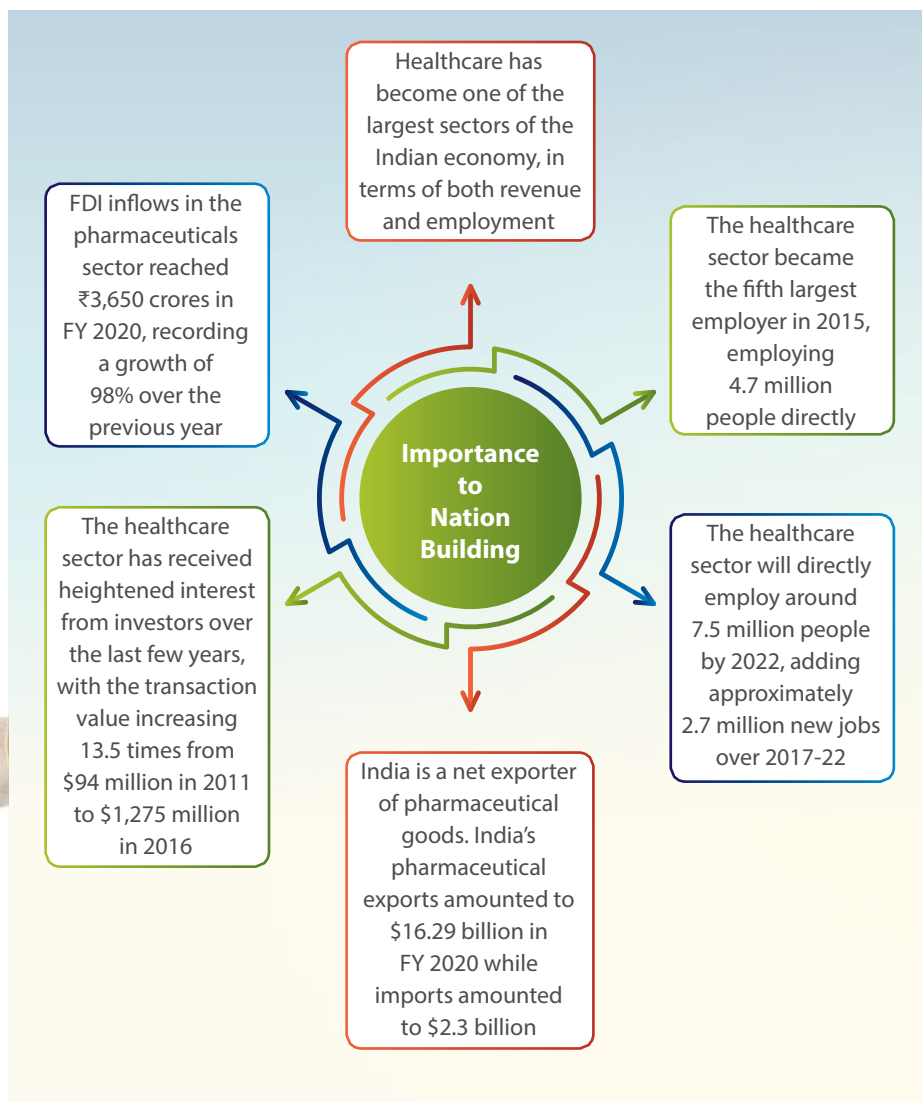 Healthcare has
become one of the
largest sectors of the
Indian economy, in
terms of both revenue
and employment
FDI inflows in the
pharmaceuticals
sector reached
₹3,650 crores in
FY 2020, recording
a growth of
98% over the
previous year
The healthcare
sector became
the fifth largest
employer in 2015,
employing
4.7 million
people directly
Importance
to
Nation
Building
The healthcare
sector has received
heightened interest
from investors over
the last few years,
with the transaction
value increasing
13.5 times from
$94 million in 2011
to $1,275 million
in 2016
The healthcare
sector will directly
employ around
7.5 million people
by 2022, adding
approximately
2.7 million new jobs
over 2017-22
India is a net exporter
of pharmaceutical
goods. India’s
pharmaceutical
exports amounted to
$16.29 billion in
FY 2020 while
imports amounted
to $2.3 billion